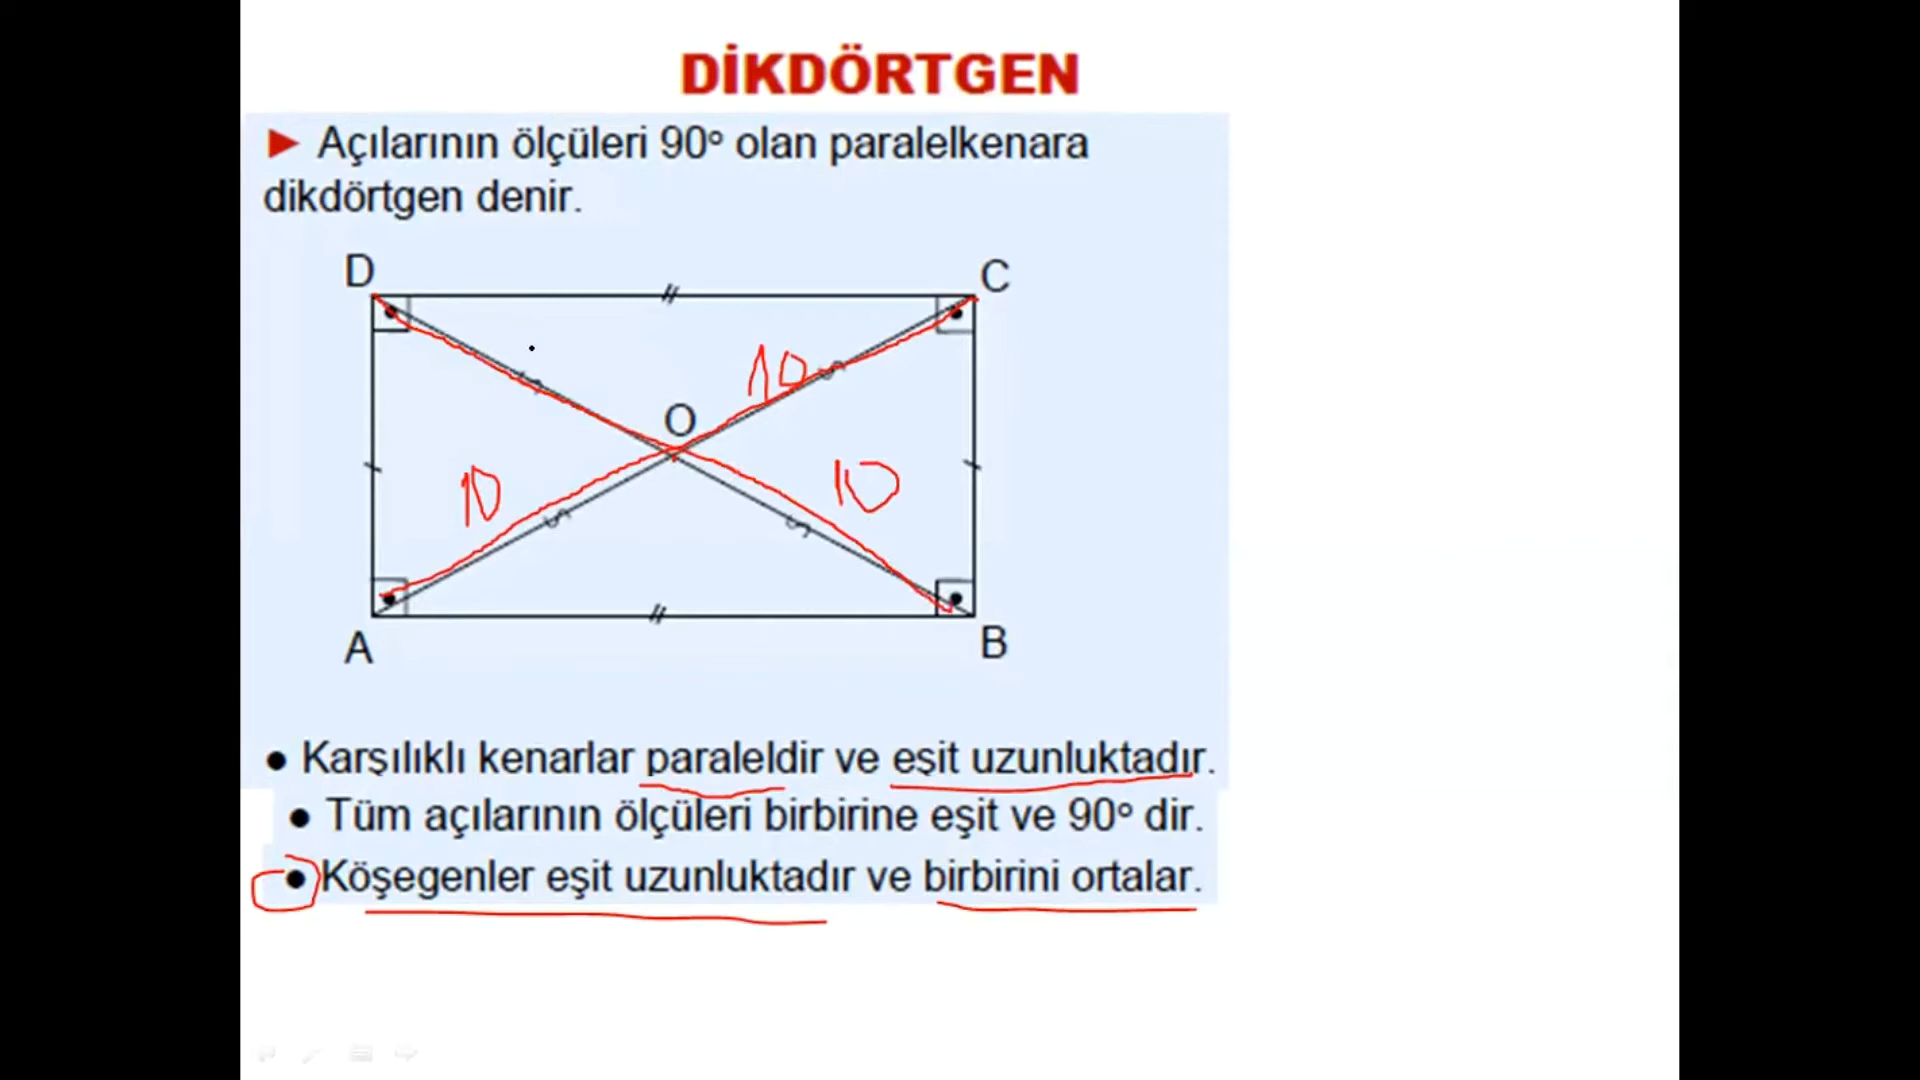 DİKDÖRTGEN
► Açılarının ölçüleri 90° olan paralelkenara
dikdörtgen denir.
D
C
10
O
10
10
A
B
● Karşılıklı kenarlar paraleldir ve eşit uzunluktadır.
● Tüm açılarının ölçüleri birbirine eşit ve 90° dir.
● Köşegenler eşit uzunluktadır ve birbirini ortalar.